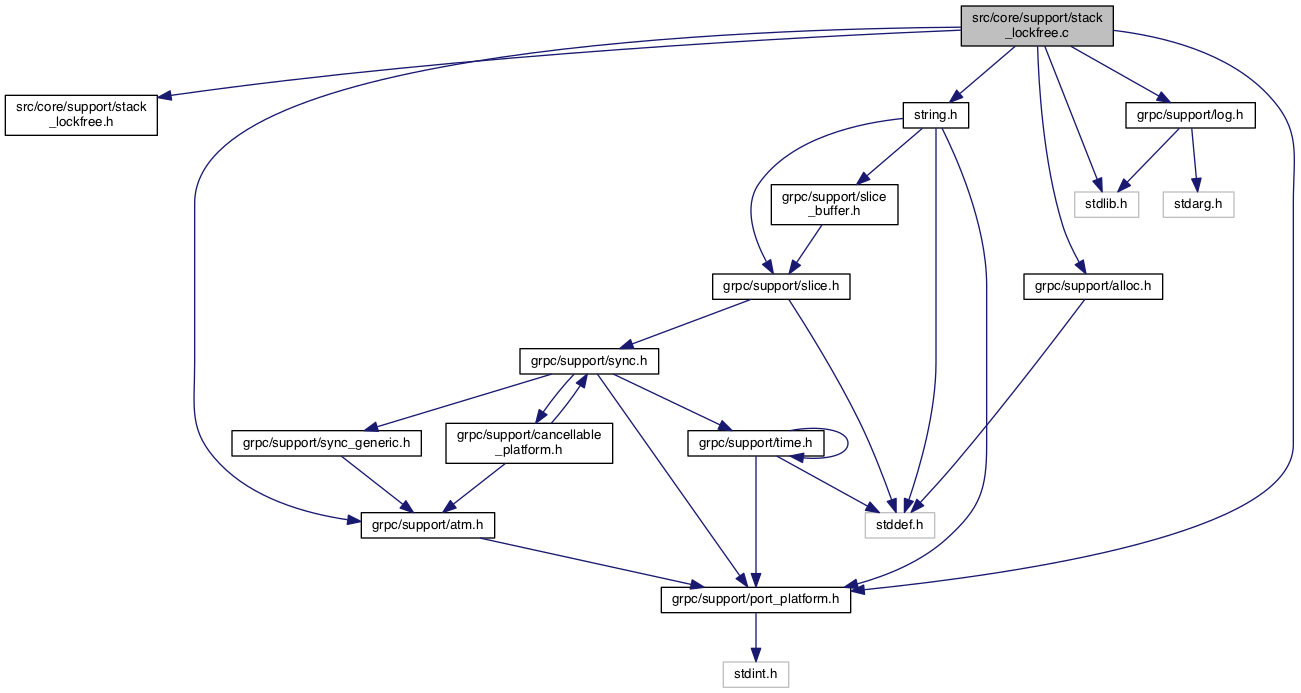 src/core/support/stack
_lockfree.c
src/core/support/stack
_lockfree.h
string.h
grpc/support/log.h
grpc/support/slice
_buffer.h
stdlib.h
stdarg.h
grpc/support/slice.h
grpc/support/alloc.h
grpc/support/sync.h
grpc/support/sync_generic.h
grpc/support/cancellable
_platform.h
grpc/support/time.h
grpc/support/atm.h
stddef.h
grpc/support/port_platform.h
stdint.h